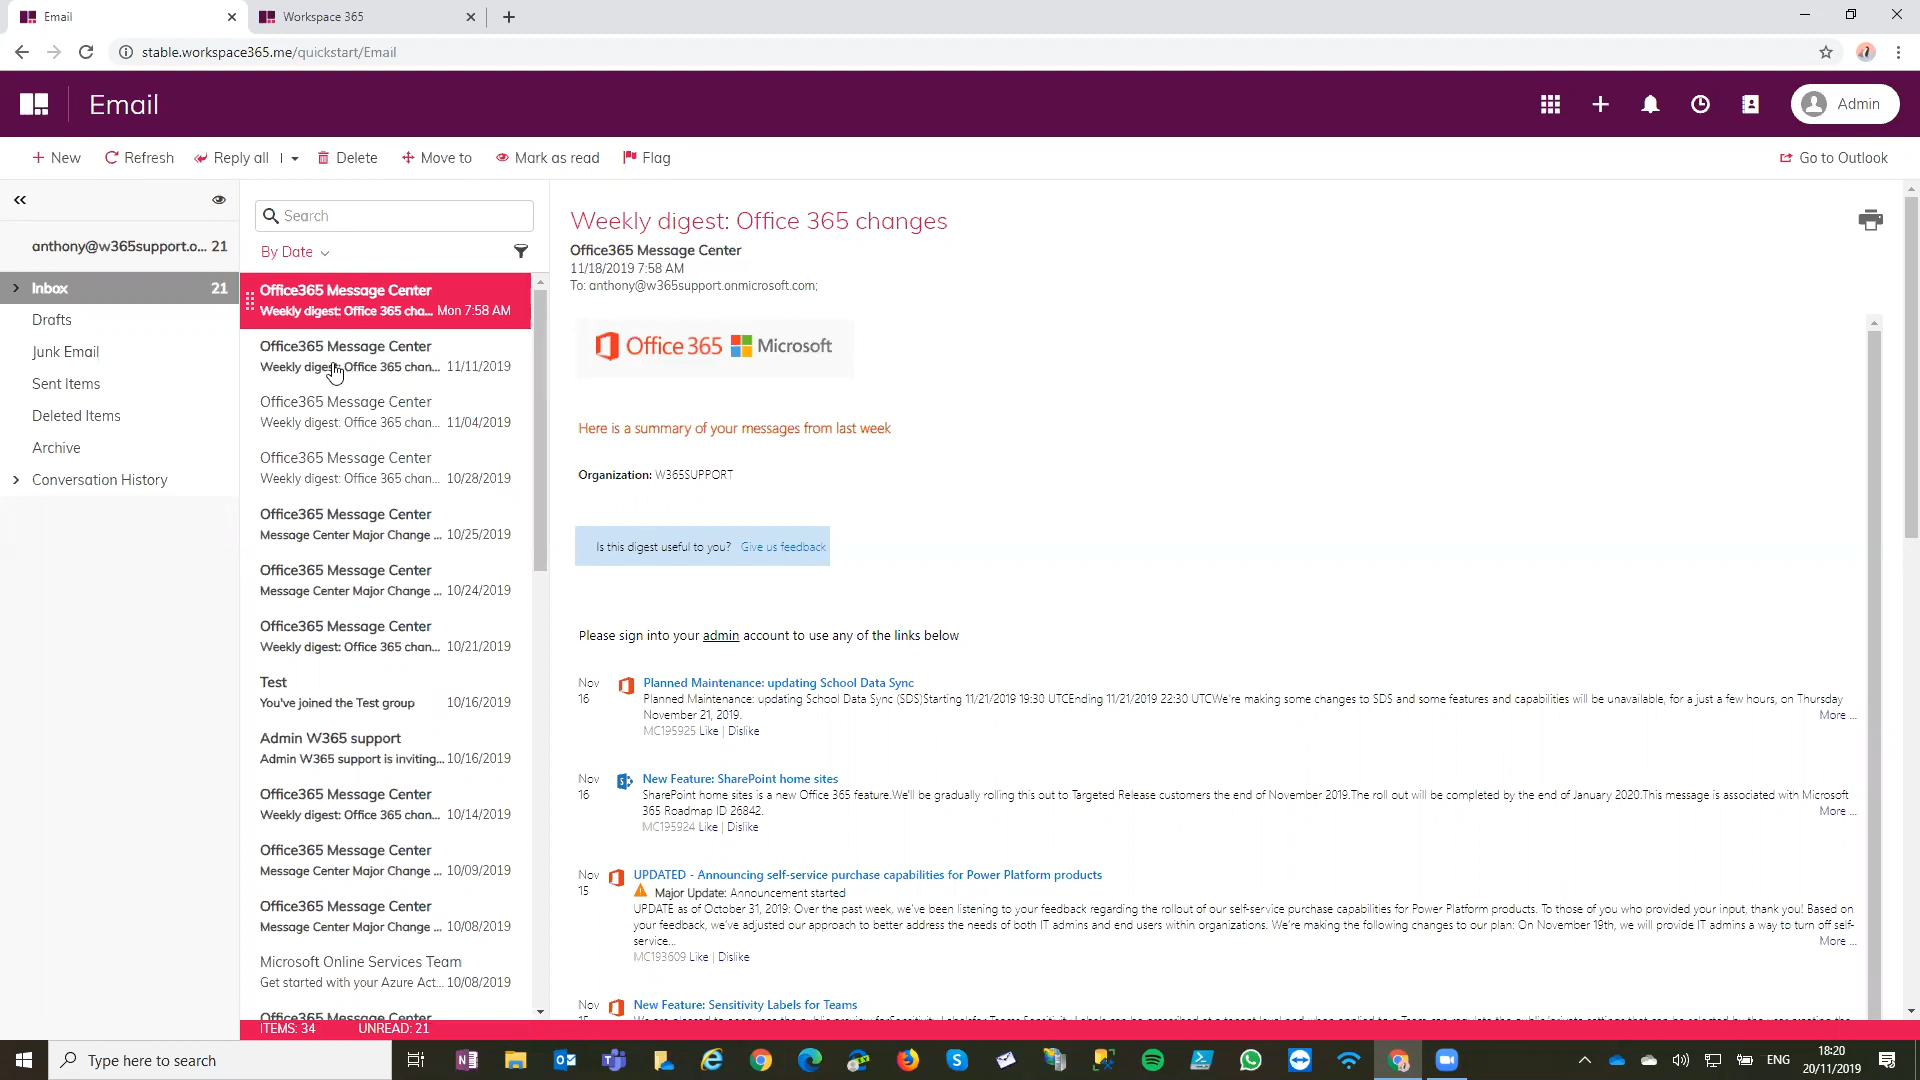 Email
Workspace 365
stable.workspace365.me/quickstart/Email
Email
Admin
New
Refresh
Reply all
Delete
Move to
Mark as read
Flag
Go to Outlook
anthony@w365support.o... 21
Inbox 21
Drafts
Junk Email
Sent Items
Deleted Items
Archive
Conversation History
Search
By Date
Office365 Message Center
Weekly digest: Office 365 cha... Mon 7:58 AM
Office365 Message Center
Weekly digest: Office 365 chan... 11/11/2019
Office365 Message Center
Weekly digest: Office 365 chan... 11/04/2019
Office365 Message Center
Weekly digest: Office 365 chan... 10/28/2019
Office365 Message Center
Message Center Major Change ... 10/25/2019
Office365 Message Center
Message Center Major Change ... 10/24/2019
Office365 Message Center
Weekly digest: Office 365 chan... 10/21/2019
Test
You've joined the Test group 10/16/2019
Admin W365 support
Admin W365 support is inviting... 10/16/2019
Office365 Message Center
Weekly digest: Office 365 chan... 10/14/2019
Office365 Message Center
Message Center Major Change ... 10/09/2019
Office365 Message Center
Message Center Major Change ... 10/08/2019
Microsoft Online Services Team
Get started with your Azure Act... 10/08/2019
Office365 Message Center
ITEMS: 34 UNREAD: 21
Weekly digest: Office 365 changes
Office365 Message Center
11/18/2019 7:58 AM
To: anthony@w365support.onmicrosoft.com;
Office 365 Microsoft
Here is a summary of your messages from last week
Organization: W365SUPPORT
Is this digest useful to you? Give us feedback
Please sign into your admin account to use any of the links below
Nov 16
Planned Maintenance: updating School Data Sync
Planned Maintenance: updating School Data Sync (SDS)Starting 11/21/2019 19:30 UTCEnding 11/21/2019 22:30 UTCWe're making some changes to SDS and some features and capabilities will be unavailable, for a just a few hours, on Thursday
November 21, 2019.
More ...
MC195925 Like | Dislike
Nov 16
New Feature: SharePoint home sites
SharePoint home sites is a new Office 365 feature.We'll be gradually rolling this out to Targeted Release customers the end of November 2019.The roll out will be completed by the end of January 2020.This message is associated with Microsoft
365 Roadmap ID 26842.
More ...
MC195924 Like | Dislike
Nov 15
UPDATED - Announcing self-service purchase capabilities for Power Platform products
Major Update: Announcement started
UPDATE as of October 31, 2019: Over the past week, we've been listening to your feedback regarding the rollout of our self-service purchase capabilities for Power Platform products. To those of you who provided your input, thank you! Based on
your feedback, we've adjusted our approach to better address the needs of both IT admins and end users within organizations. We're making the following changes to our plan: On November 19th, we will provide IT admins a way to turn off self-
service...
More ...
MC193609 Like | Dislike
Nov
New Feature: Sensitivity Labels for Teams
Type here to search
ENG
18:20
20/11/2019